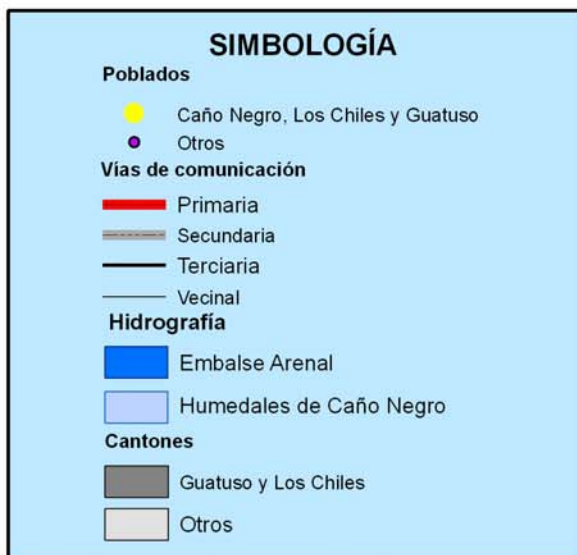 SIMBOLOGÍA
Poblados
Caño Negro, Los Chiles y Guatuso
Otros
Vías de comunicación
Primaria
Secundaria
Terciaria
Vecinal
Hidrografía
Embalse Arenal
Humedales de Caño Negro
Cantones
Guatuso y Los Chiles
Otros